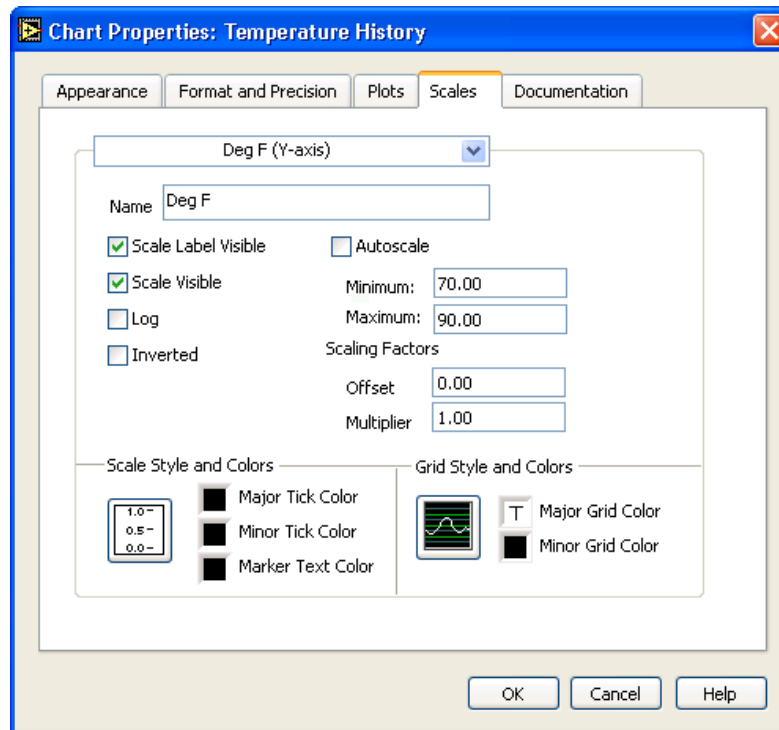 Chart Properties: Temperature History
Appearance Format and Precision Plots Scales Documentation
Deg F (Y-axis)
Name Deg F
Scale Label Visible Autoscale
Scale Visible Minimum: 70.00
Log Maximum: 90.00
Inverted Scaling Factors
Offset 0.00
Multiplier 1.00
Scale Style and Colors Grid Style and Colors
1.0
0.5
0.0
Major Tick Color
Minor Tick Color
Marker Text Color
T Major Grid Color
Minor Grid Color
OK Cancel Help